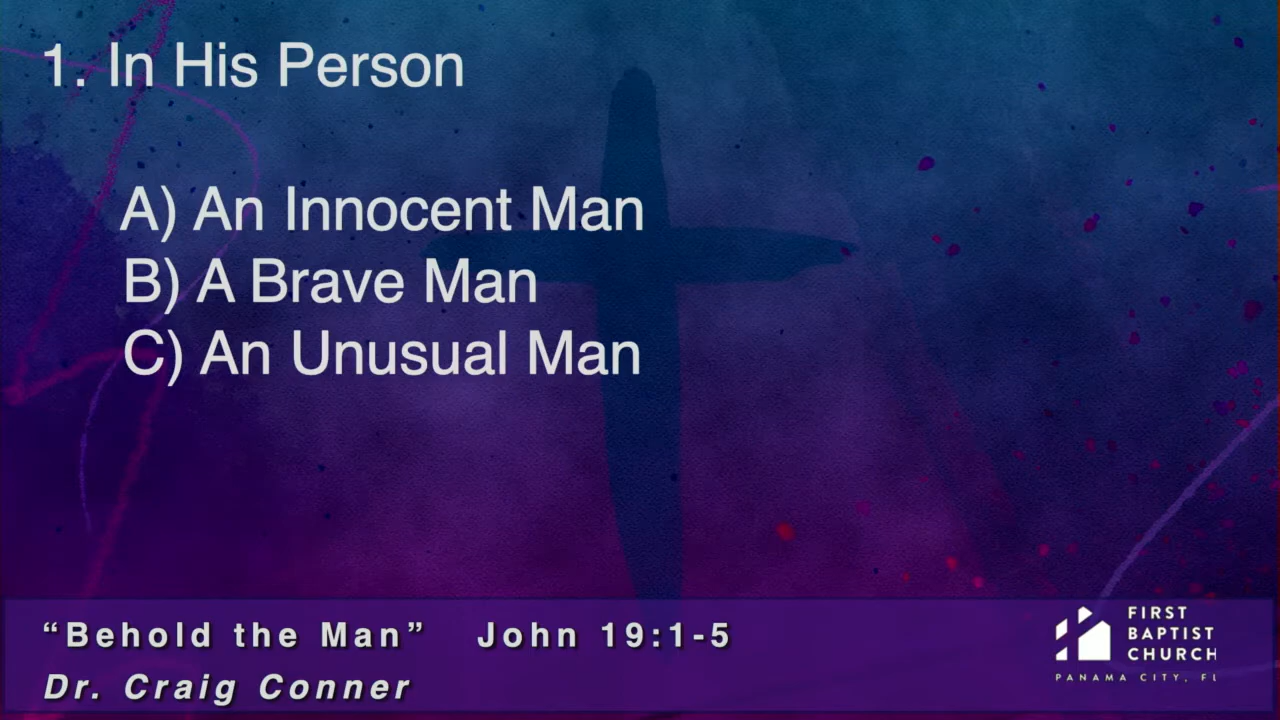 1. In His Person
A) An Innocent Man
B) A Brave Man
C) An Unusual Man
“Behold the Man” John 19:1-5
Dr. Craig Conner
FIRST
BAPTIST
CHURCH
PANAMA CITY, FL